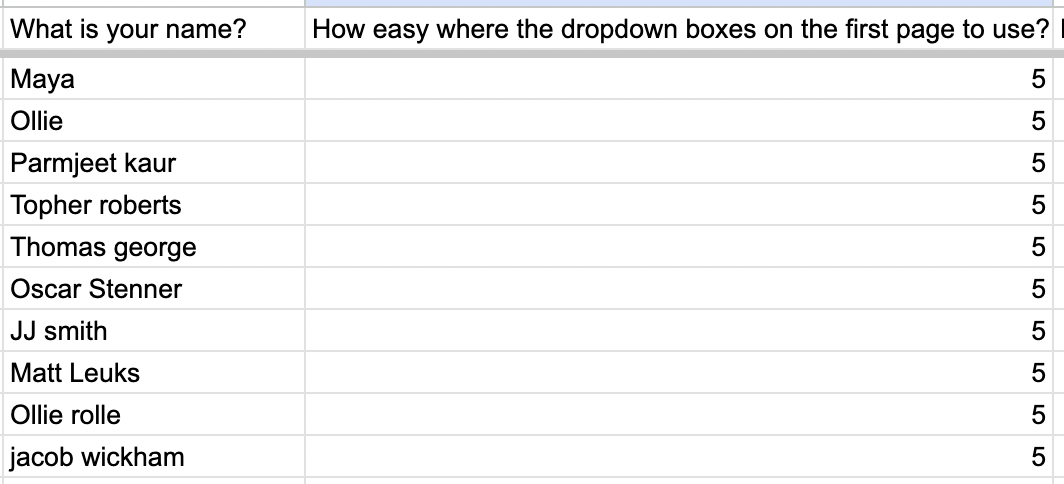 What is your name? How easy where the dropdown boxes on the first page to use?
Maya 5
Ollie 5
Parmjeet kaur 5
Topher roberts 5
Thomas george 5
Oscar Stenner 5
JJ smith 5
Matt Leuks 5
Ollie rolle 5
jacob wickham 5